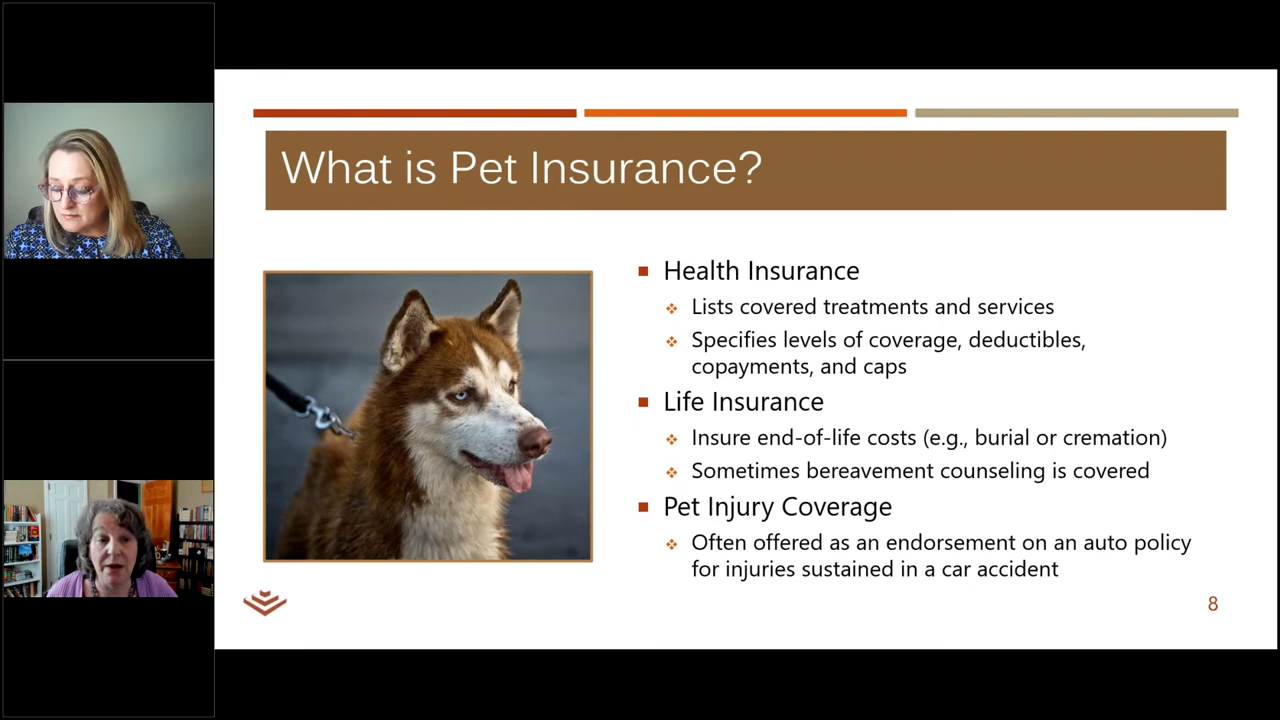 What is Pet Insurance?
Health Insurance
Lists covered treatments and services
Specifies levels of coverage, deductibles,
copayments, and caps
Life Insurance
Insure end-of-life costs (e.g., burial or cremation)
Sometimes bereavement counseling is covered
Pet Injury Coverage
Often offered as an endorsement on an auto policy
for injuries sustained in a car accident
8